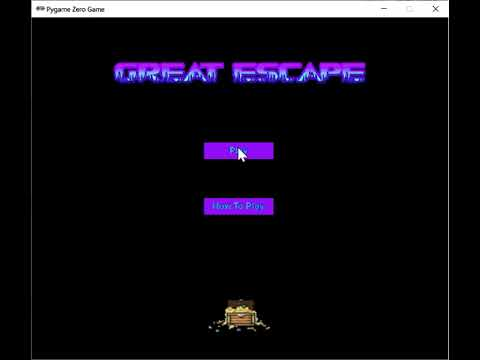 Pygame Zero Game
GREAT ESCAPE
Play
How To Play